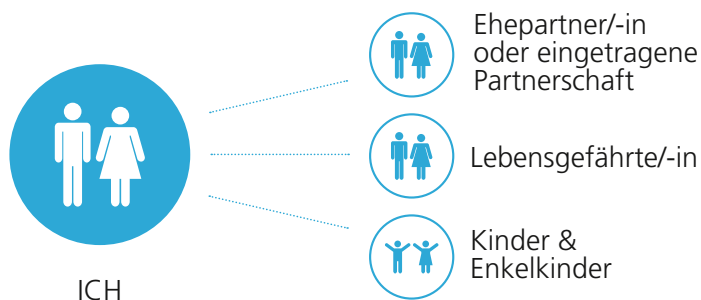 Ehepartner/-in
oder eingetragene
Partnerschaft
Lebensgefährte/-in
Kinder &
Enkelkinder
ICH